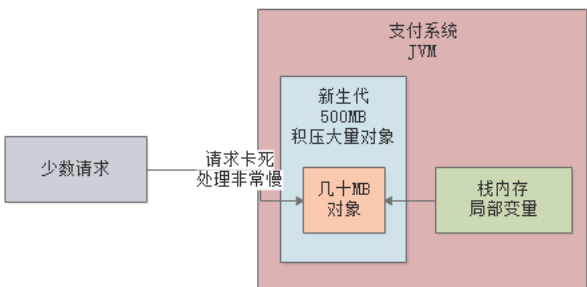 支付系统
JVM
新生代
500MB
积压大量对象
少数请求
请求卡死
处理非常慢
几十MB
对象
栈内存
局部变量